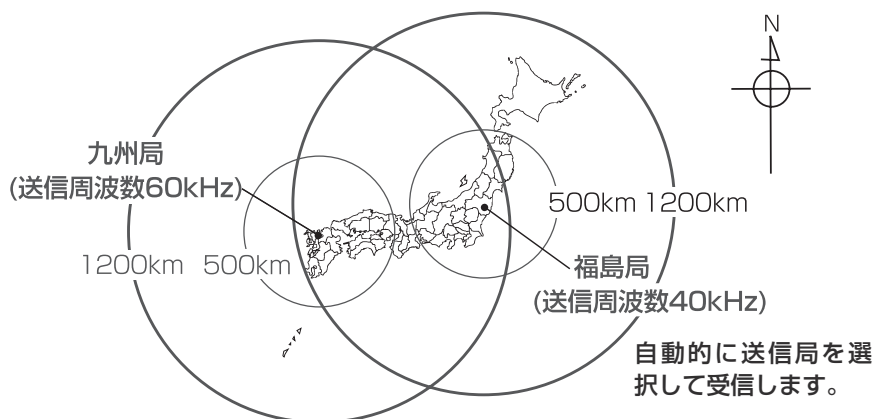 N
九州局
(送信周波数60kHz)
500km 1200km
1200km 500km
福島局
(送信周波数40kHz)
自動的に送信局を選
択して受信します。